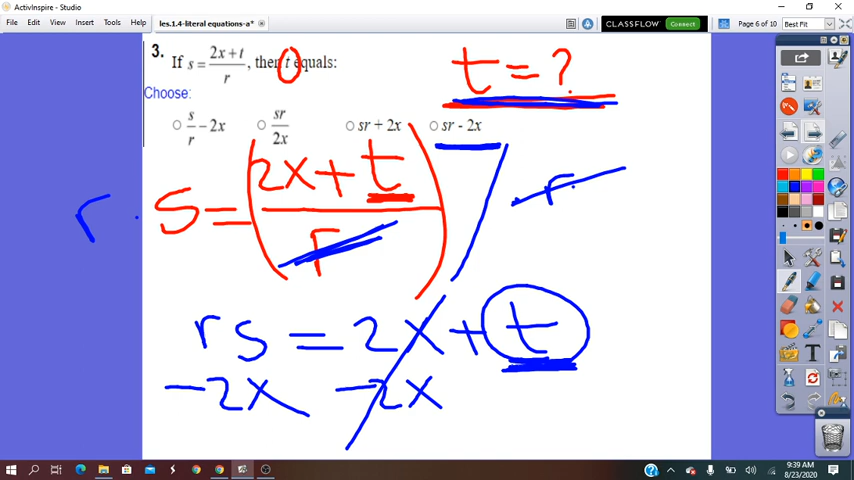 ActivInspire - Studio
File Edit View Insert Tools Help
les.1.4-literal equations-a*
CLASSFLOW
Page 6 of 10
Best Fit
3. If s = (2x + t)/r, then t equals:
t = ?
Choose:
s/r − 2x
sr/2x
sr + 2x
sr - 2x
r · s = (2x + t / r) · r
rs = 2x + t
−2x −2x
9:39 AM
8/23/2020